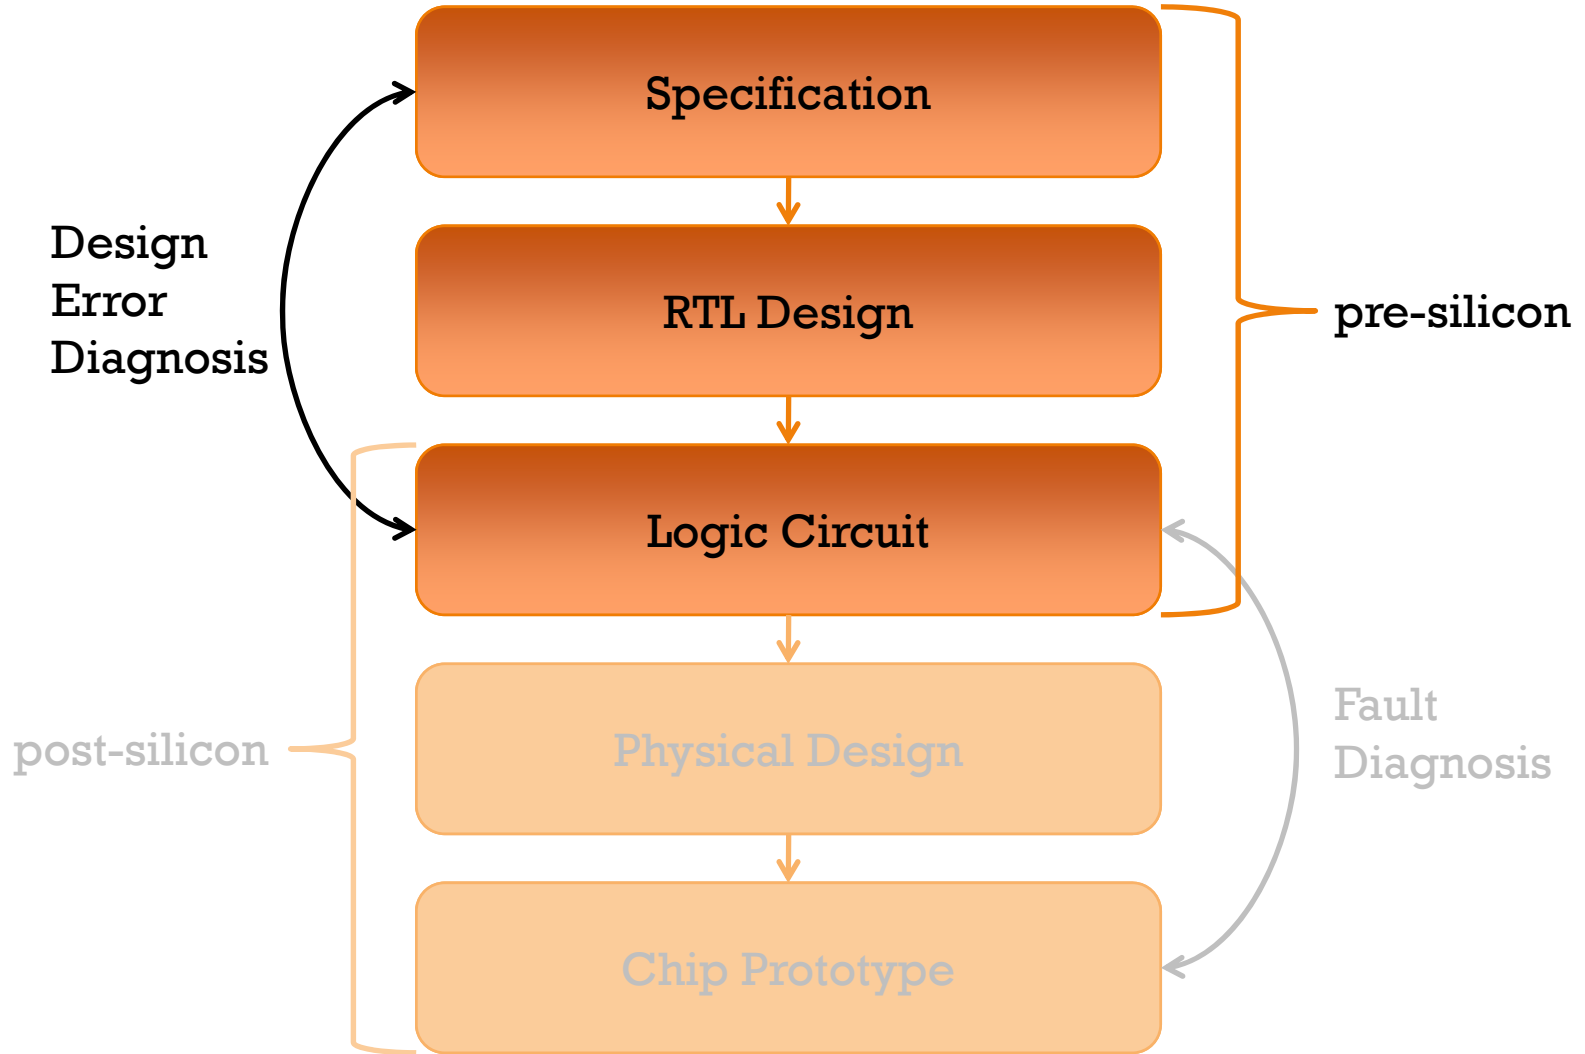 Specification
Design
Error
Diagnosis
RTL Design
pre-silicon
Logic Circuit
post-silicon
Physical Design
Fault
Diagnosis
Chip Prototype